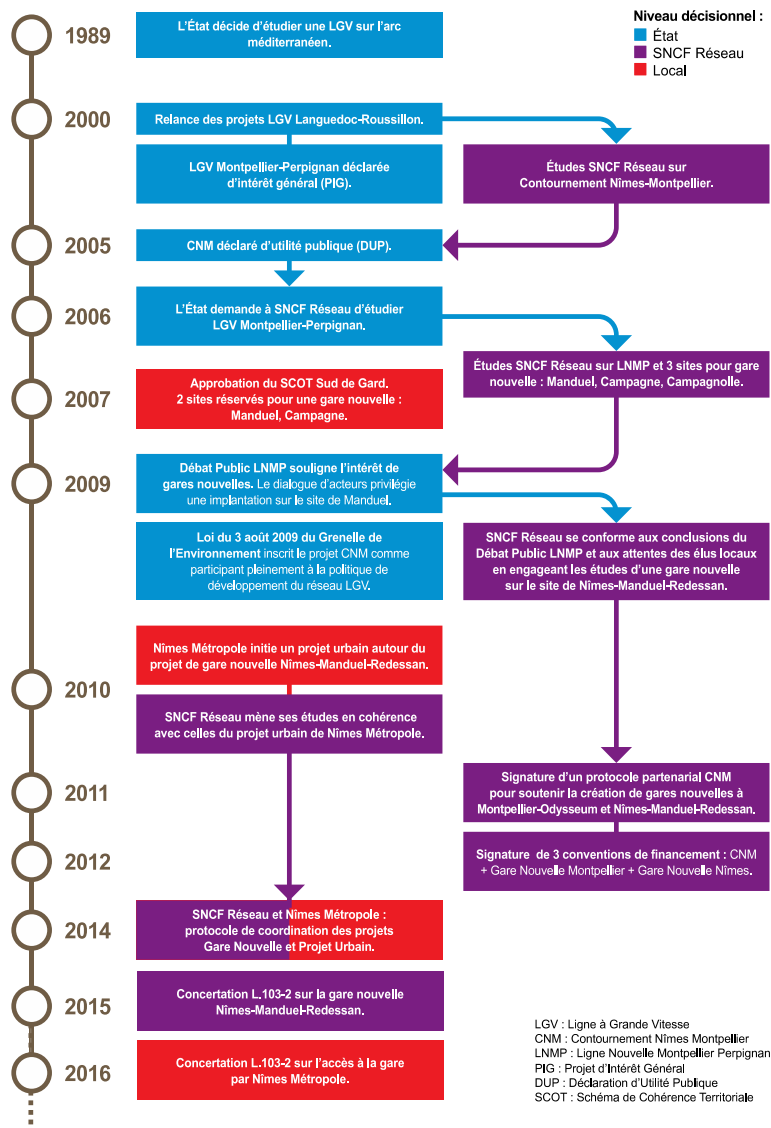 Niveau décisionnel :
État
SNCF Réseau
Local
1989
L’État décide d’étudier une LGV sur l’arc
méditerranéen.
2000
Relance des projets LGV Languedoc-Roussillon.
LGV Montpellier-Perpignan déclarée
d’intérêt général (PIG).
Études SNCF Réseau sur
Contournement Nîmes-Montpellier.
2005
CNM déclaré d’utilité publique (DUP).
2006
L’État demande à SNCF Réseau d’étudier
LGV Montpellier-Perpignan.
Études SNCF Réseau sur LNMP et 3 sites pour gare
nouvelle : Manduel, Campagne, Campagnolle.
2007
Approbation du SCOT Sud de Gard.
2 sites réservés pour une gare nouvelle :
Manduel, Campagne.
2009
Débat Public LNMP souligne l’intérêt de
gares nouvelles. Le dialogue d’acteurs privilégie
une implantation sur le site de Manduel.
Loi du 3 août 2009 du Grenelle de
l’Environnement inscrit le projet CNM comme
participant pleinement à la politique de
développement du réseau LGV.
SNCF Réseau se conforme aux conclusions du
Débat Public LNMP et aux attentes des élus locaux
en engageant les études d’une gare nouvelle
sur le site de Nîmes-Manduel-Redessan.
2010
Nîmes Métropole initie un projet urbain autour du
projet de gare nouvelle Nîmes-Manduel-Redessan.
SNCF Réseau mène ses études en cohérence
avec celles du projet urbain de Nîmes Métropole.
2011
Signature d’un protocole partenarial CNM
pour soutenir la création de gares nouvelles à
Montpellier-Odysseum et Nîmes-Manduel-Redessan.
2012
Signature de 3 conventions de financement : CNM
+ Gare Nouvelle Montpellier + Gare Nouvelle Nîmes.
2014
SNCF Réseau et Nîmes Métropole :
protocole de coordination des projets
Gare Nouvelle et Projet Urbain.
2015
Concertation L.103-2 sur la gare nouvelle
Nîmes-Manduel-Redessan.
2016
Concertation L.103-2 sur l’accès à la gare
par Nîmes Métropole.
LGV : Ligne à Grande Vitesse
CNM : Contournement Nîmes Montpellier
LNMP : Ligne Nouvelle Montpellier Perpignan
PIG : Projet d’Intérêt Général
DUP : Déclaration d’Utilité Publique
SCOT : Schéma de Cohérence Territoriale